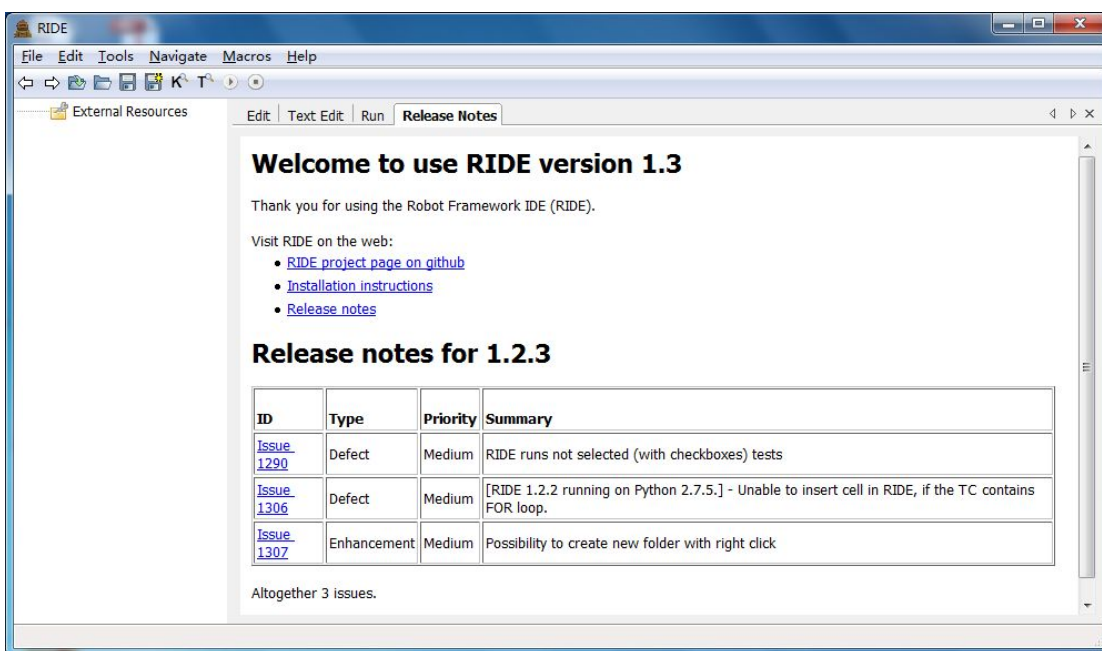 RIDE
File Edit Tools Navigate Macros Help
External Resources
Edit Text Edit Run Release Notes
Welcome to use RIDE version 1.3
Thank you for using the Robot Framework IDE (RIDE).
Visit RIDE on the web:
RIDE project page on github
Installation instructions
Release notes
Release notes for 1.2.3
ID Type Priority Summary
Issue
1290 Defect Medium RIDE runs not selected (with checkboxes) tests
Issue
1306 Defect Medium [RIDE 1.2.2 running on Python 2.7.5.] - Unable to insert cell in RIDE, if the TC contains
FOR loop.
Issue
1307 Enhancement Medium Possibility to create new folder with right click
Altogether 3 issues.